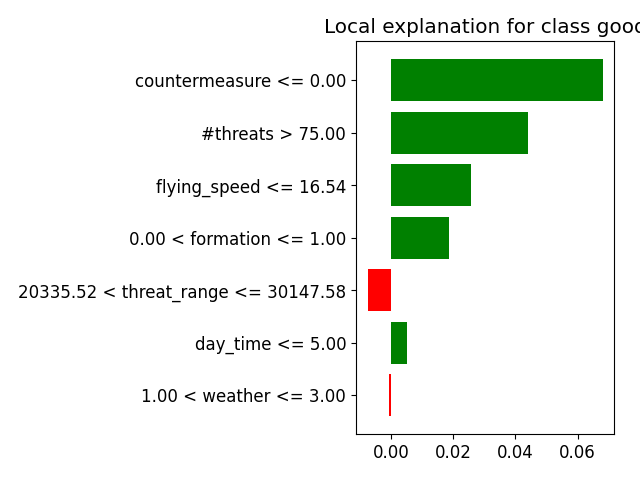 Local explanation for class good
countermeasure <= 0.00
#threats > 75.00
flying_speed <= 16.54
0.00 < formation <= 1.00
20335.52 < threat_range <= 30147.58
day_time <= 5.00
1.00 < weather <= 3.00
0.00 0.02 0.04 0.06